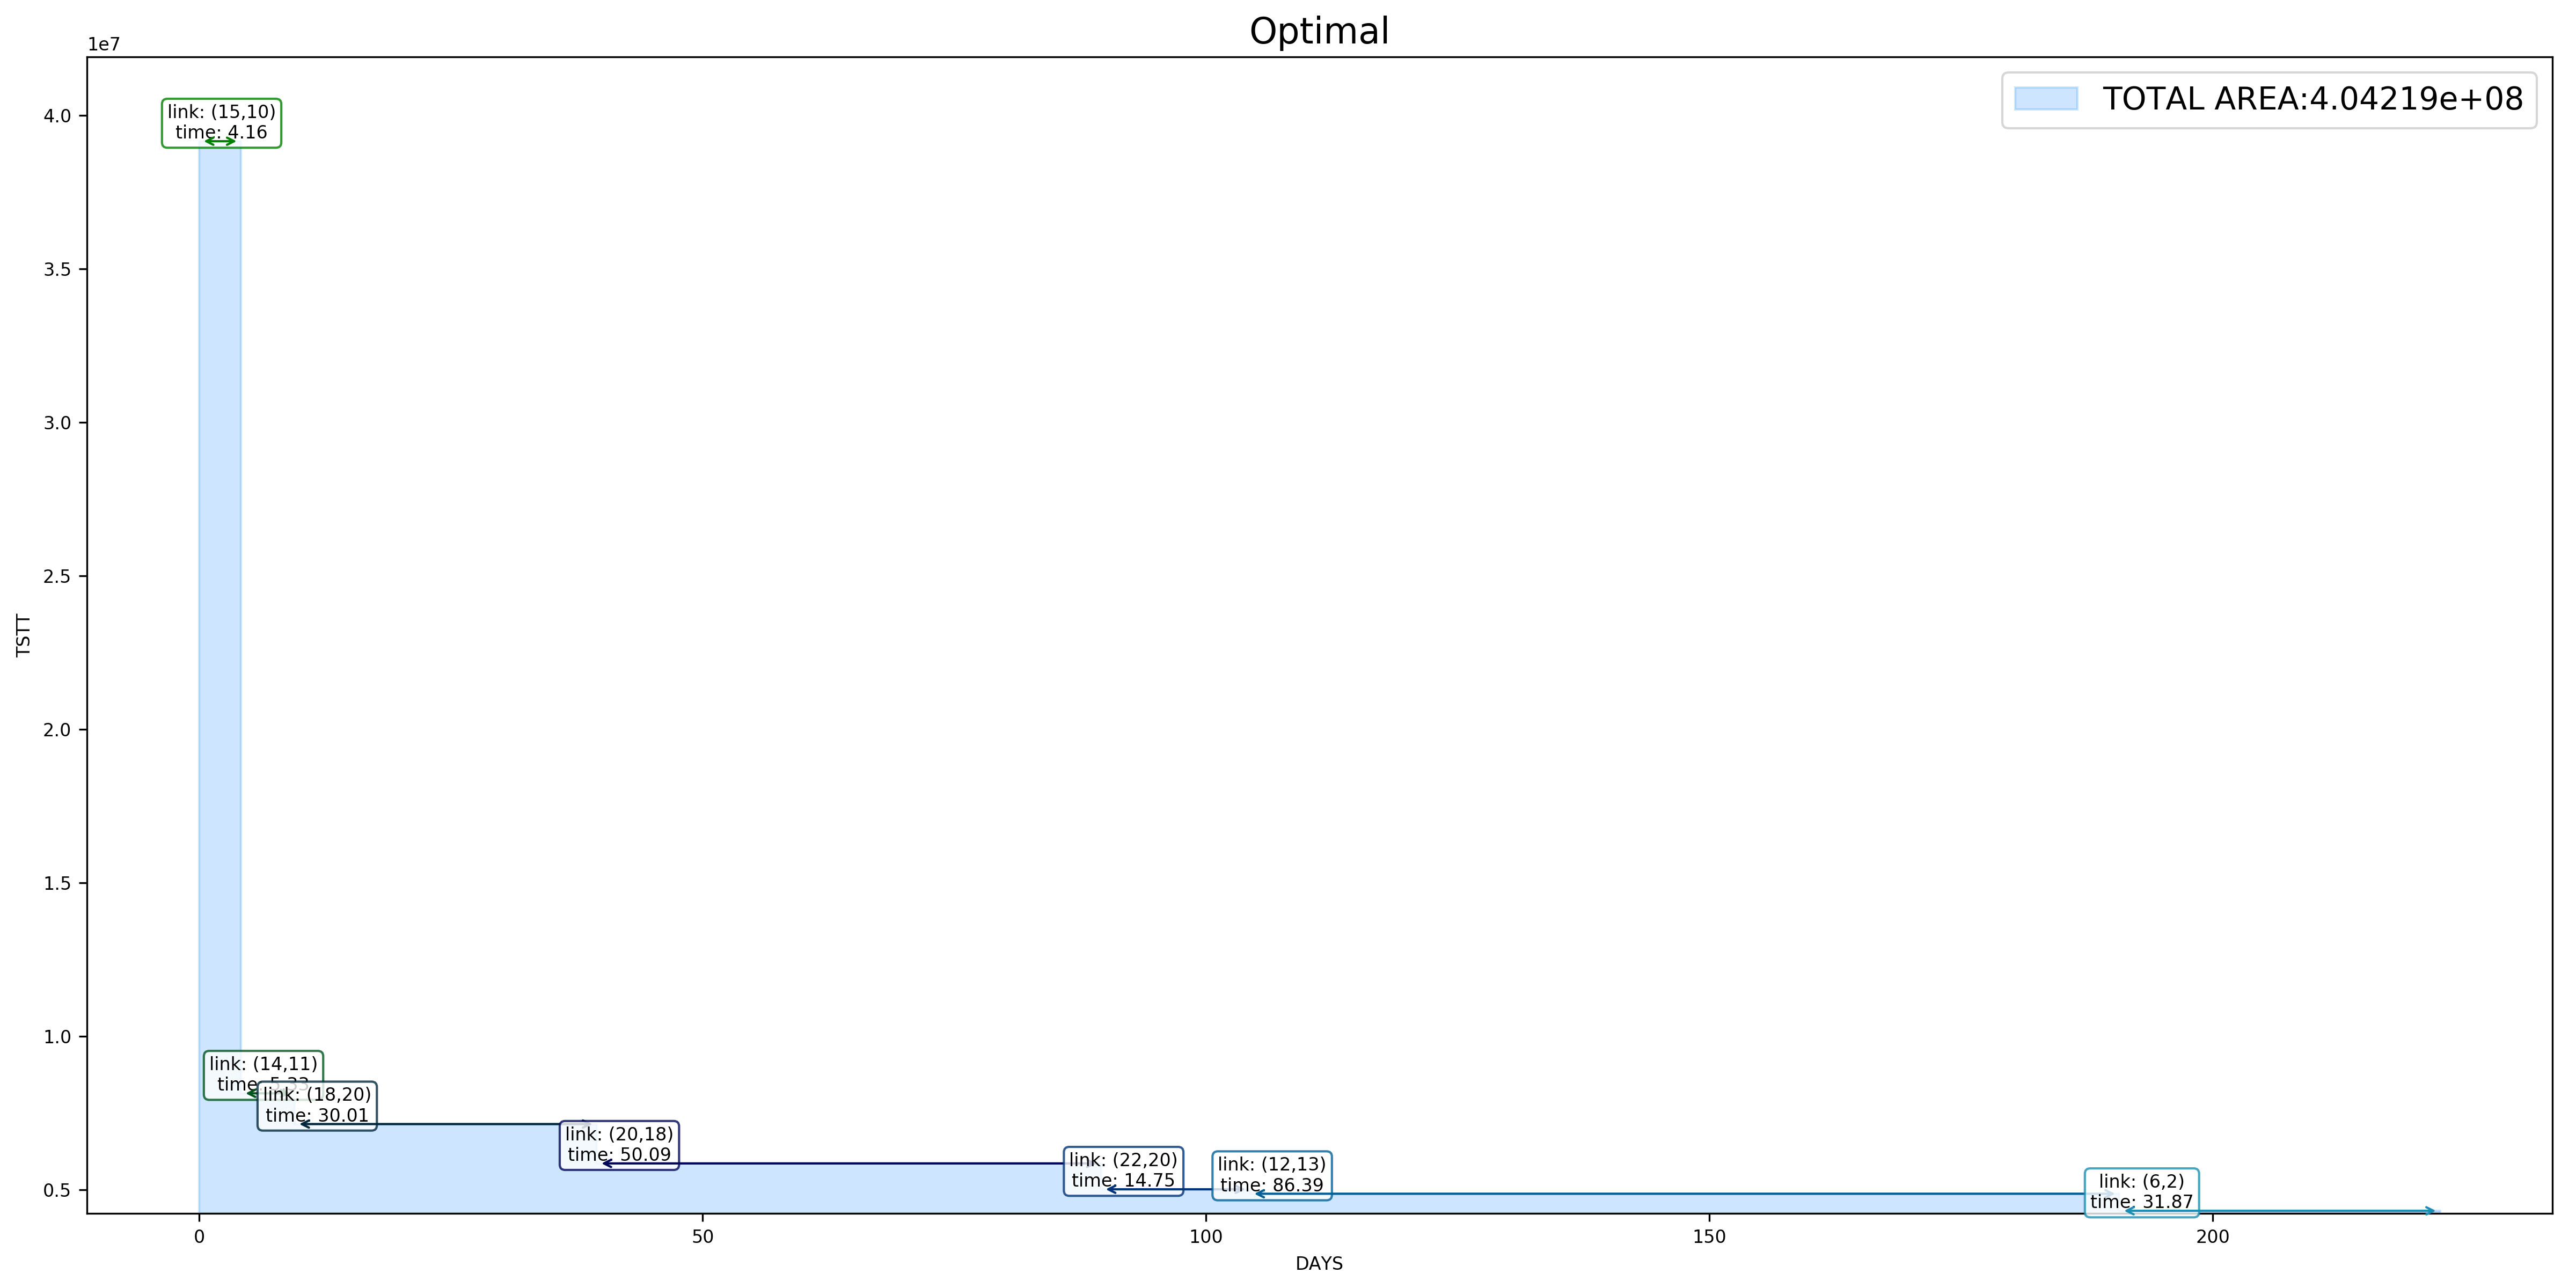 Optimal
1e7
TOTAL AREA:4.04219e+08
4.0
3.5
3.0
2.5
2.0
1.5
1.0
0.5
TSTT
link: (15,10)
time: 4.16
link: (14,11)
time: 5.33
link: (18,20)
time: 30.01
link: (20,18)
time: 50.09
link: (22,20)
time: 14.75
link: (12,13)
time: 86.39
link: (6,2)
time: 31.87
0
50
100
150
200
DAYS